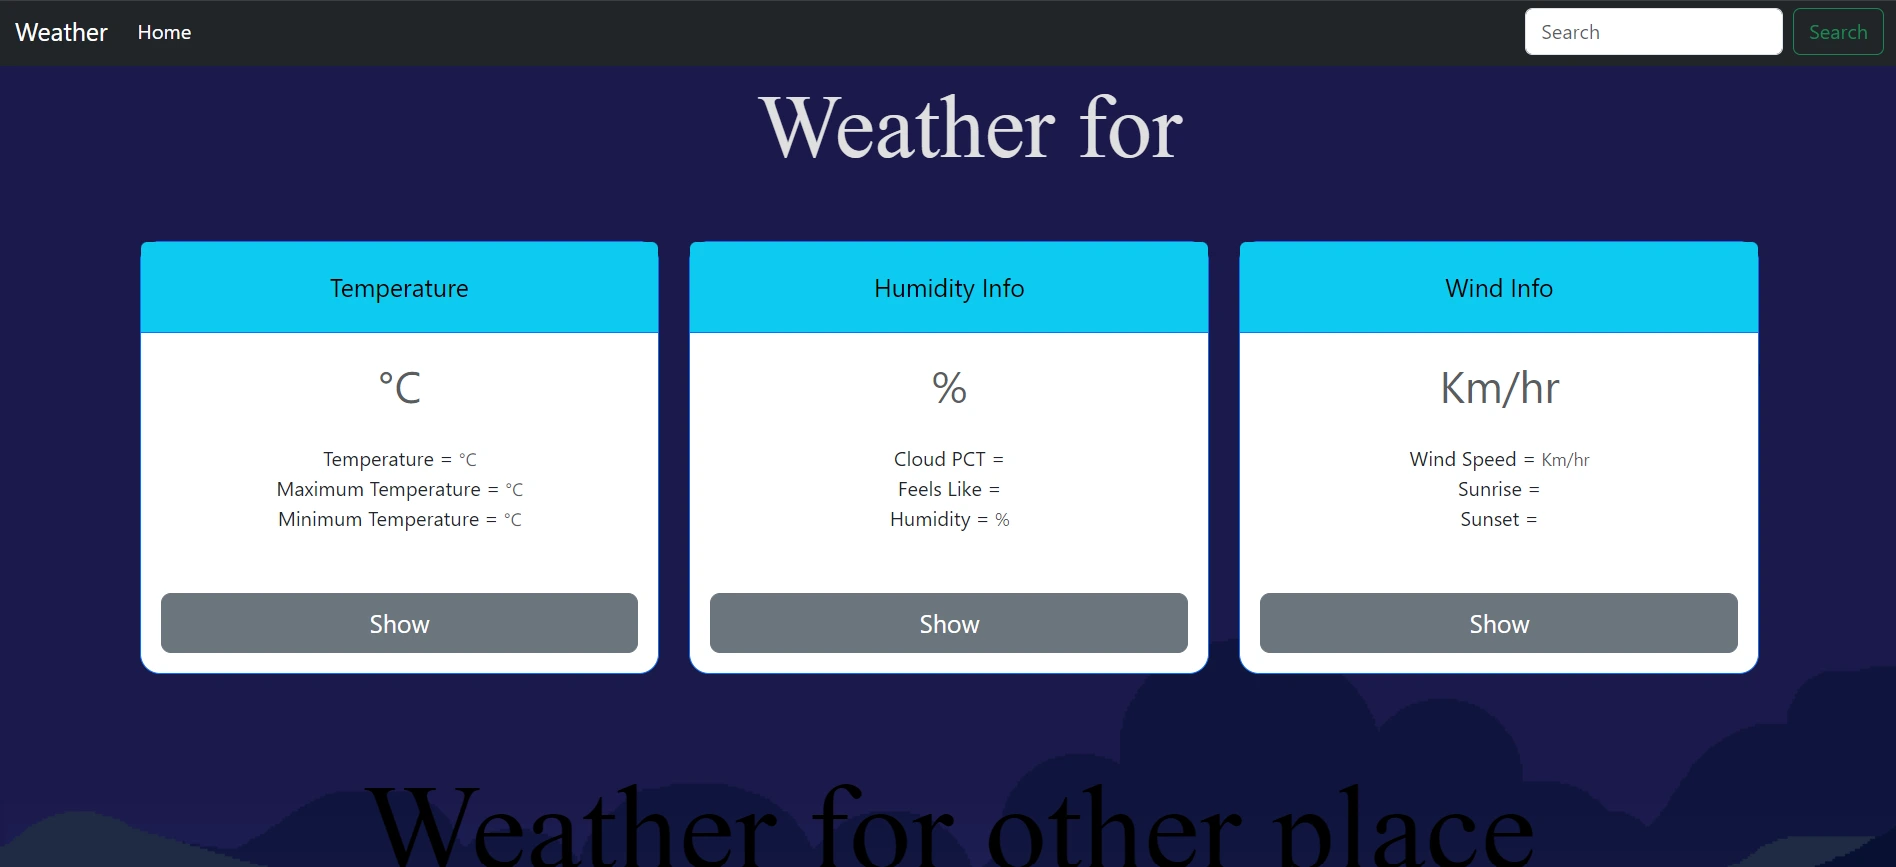 Weather Home Search Search
Weather for
Temperature
°C
Temperature = °C
Maximum Temperature = °C
Minimum Temperature = °C
Show
Humidity Info
%
Cloud PCT =
Feels Like =
Humidity = %
Show
Wind Info
Km/hr
Wind Speed = Km/hr
Sunrise =
Sunset =
Show
Weather for other place